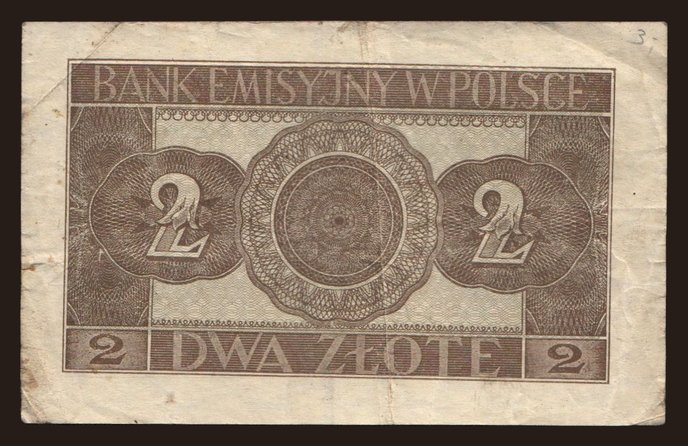 3
BANK EMISYJNY W POLSCE
2 2
2 DWA ZŁOTE 2